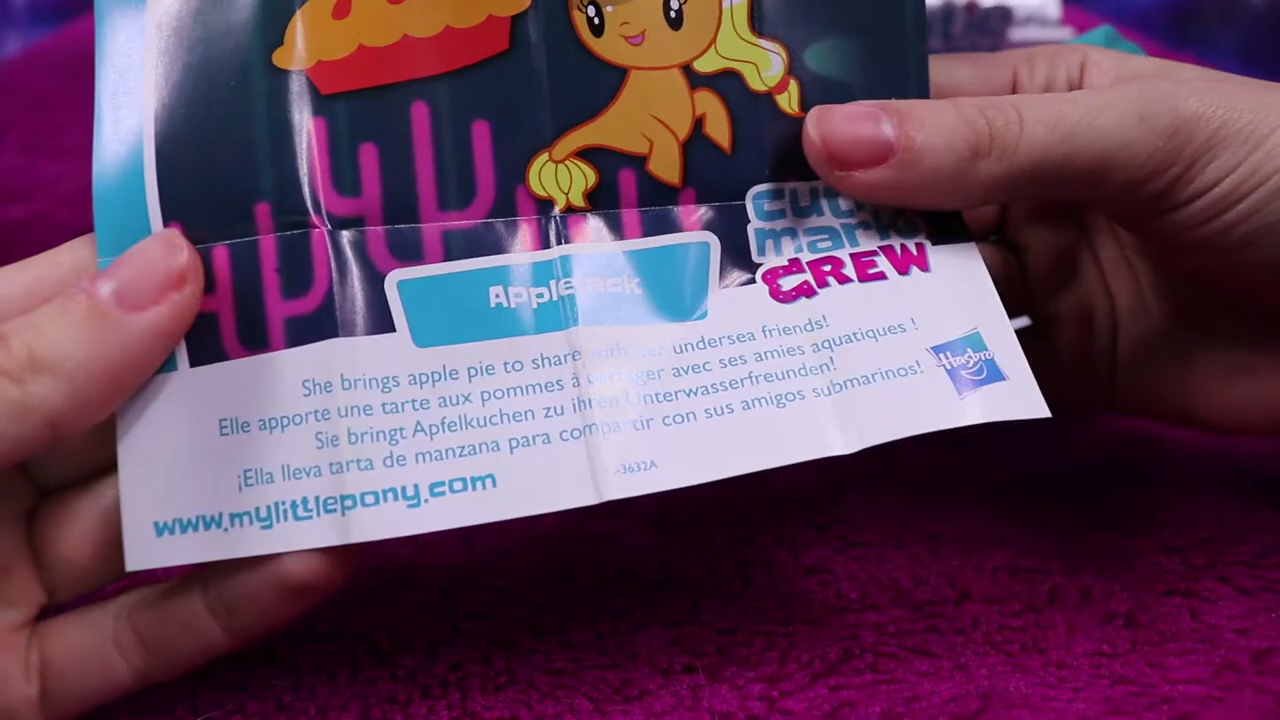 cutie mark
CREW
Applejack
She brings apple pie to share with her undersea friends!
Elle apporte une tarte aux pommes à partager avec ses amies aquatiques !
Sie bringt Apfelkuchen zu ihren Unterwasserfreunden!
¡Ella lleva tarta de manzana para compartir con sus amigos submarinos!
Hasbro
-3632A
www.mylittlepony.com